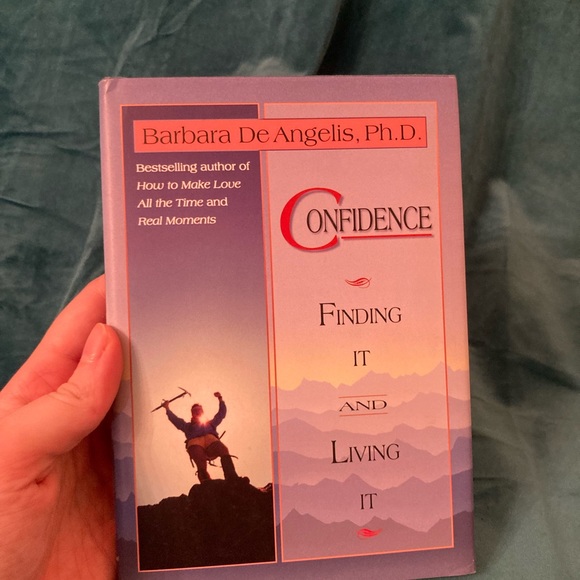 Barbara De Angelis, Ph.D.
Bestselling author of
How to Make Love
All the Time and
Real Moments
CONFIDENCE
FINDING
IT
AND
LIVING
IT